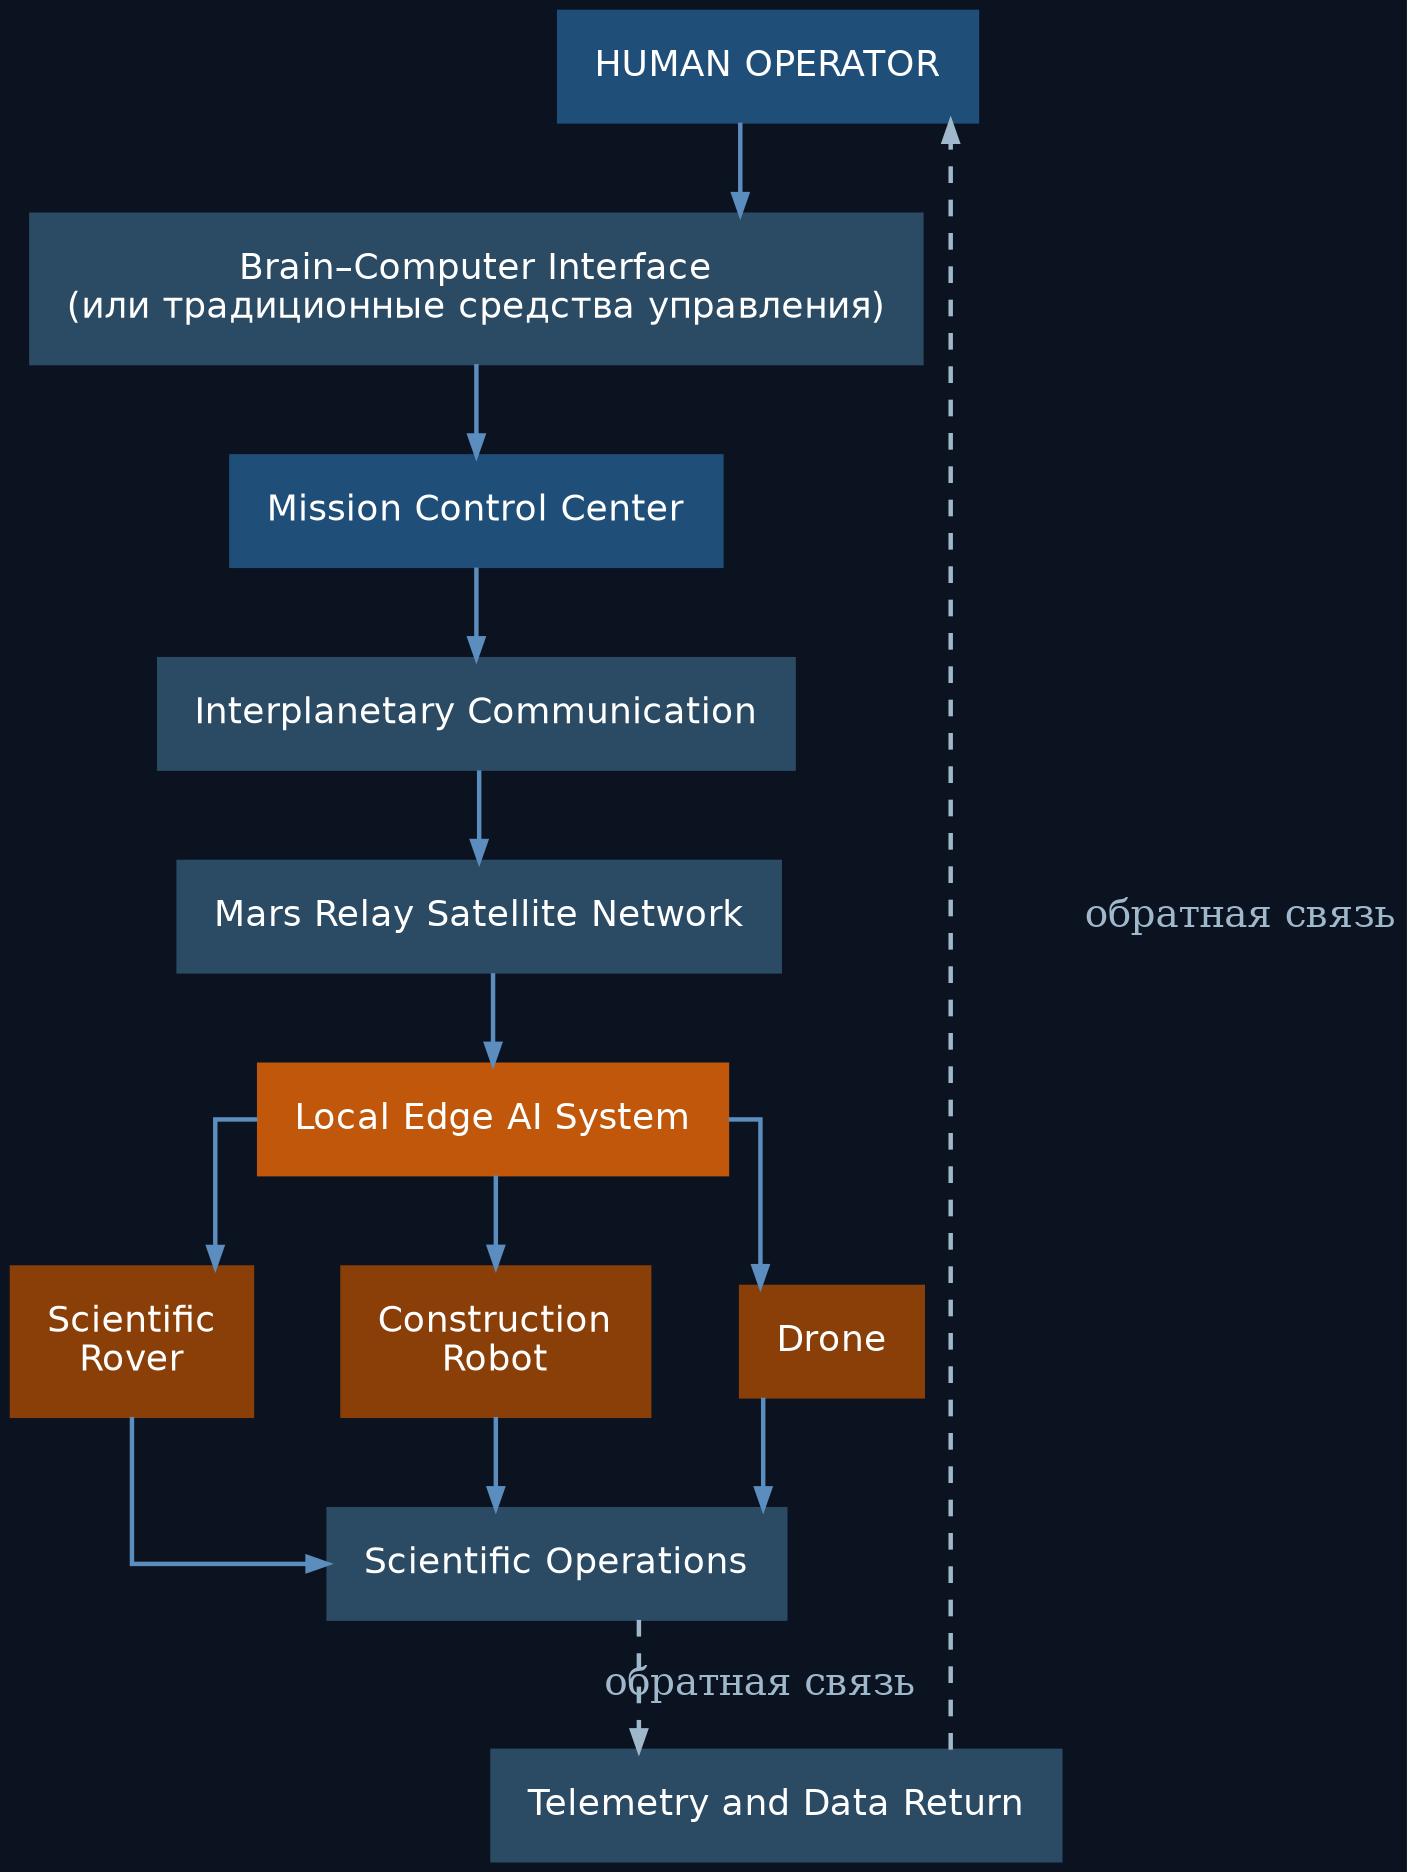 HUMAN OPERATOR
Brain–Computer Interface
(или традиционные средства управления)
Mission Control Center
Interplanetary Communication
Mars Relay Satellite Network
обратная связь
Local Edge AI System
Scientific
Rover
Construction
Robot
Drone
Scientific Operations
обратная связь
Telemetry and Data Return